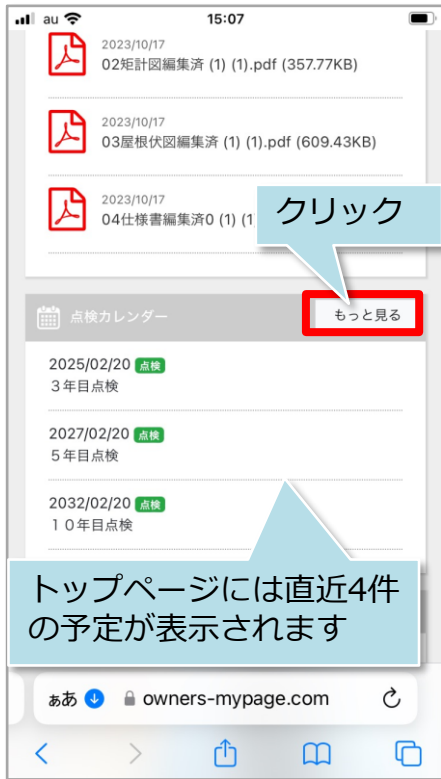 au 15:07
2023/10/17
02矩計図編集済 (1) (1).pdf (357.77KB)
2023/10/17
03屋根伏図編集済 (1) (1).pdf (609.43KB)
2023/10/17
04仕様書編集済0 (1) (1)
クリック
点検カレンダー
もっと見る
2025/02/20 点検
3年目点検
2027/02/20 点検
5年目点検
2032/02/20 点検
10年目点検
トップページには直近4件
の予定が表示されます
ぁあ owners-mypage.com